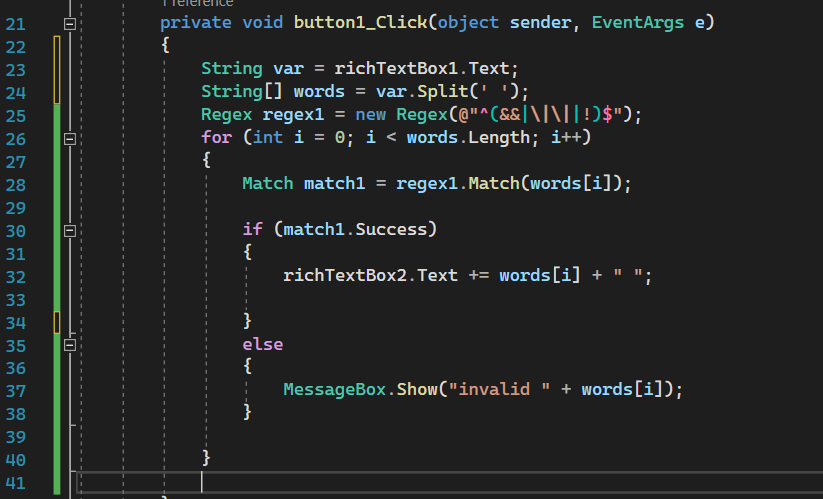 1 reference
21 private void button1_Click(object sender, EventArgs e)
22 {
23 String var = richTextBox1.Text;
24 String[] words = var.Split(' ');
25 Regex regex1 = new Regex(@"^(&&|\|\||!)$");
26 for (int i = 0; i < words.Length; i++)
27 {
28 Match match1 = regex1.Match(words[i]);
29
30 if (match1.Success)
31 {
32 richTextBox2.Text += words[i] + " ";
33
34 }
35 else
36 {
37 MessageBox.Show("invalid " + words[i]);
38 }
39
40 }
41